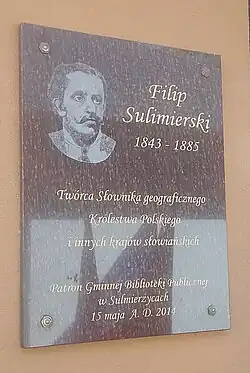 Filip
Sulimierski
1843 - 1885
Twórca Słownika geograficznego
Królestwa Polskiego
i innych krajów słowiańskich
Patron Gminnej Biblioteki Publicznej
w Sulmierzycach
15 maja A. D. 2014